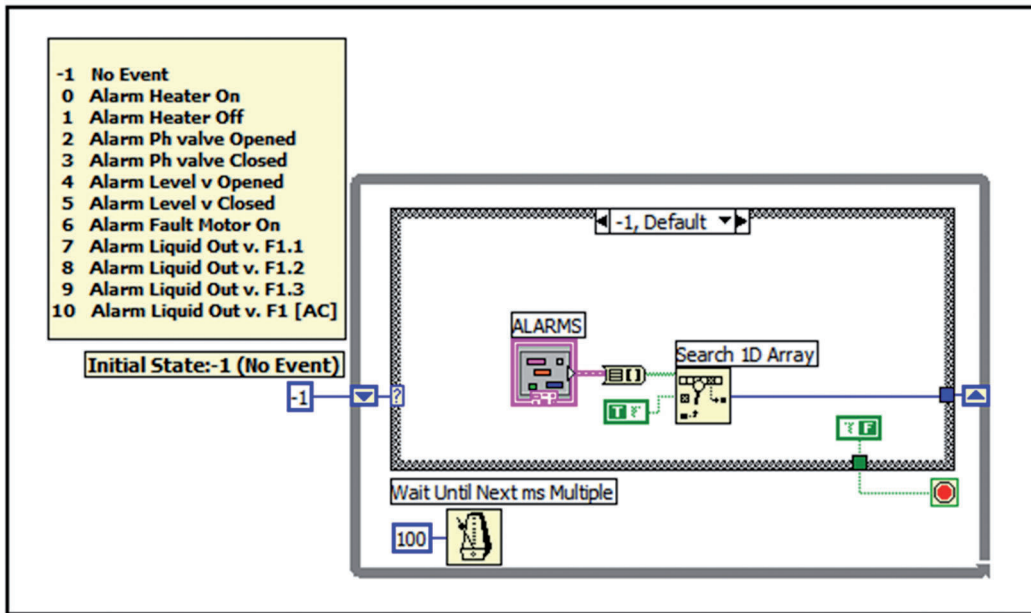 -1 No Event
0 Alarm Heater On
1 Alarm Heater Off
2 Alarm Ph valve Opened
3 Alarm Ph valve Closed
4 Alarm Level v Opened
5 Alarm Level v Closed
6 Alarm Fault Motor On
7 Alarm Liquid Out v. F1.1
8 Alarm Liquid Out v. F1.2
9 Alarm Liquid Out v. F1.3
10 Alarm Liquid Out v. F1 [AC]
Initial State:-1 (No Event)
-1
?
-1, Default
ALARMS
Search 1D Array
T
F
Wait Until Next ms Multiple
100